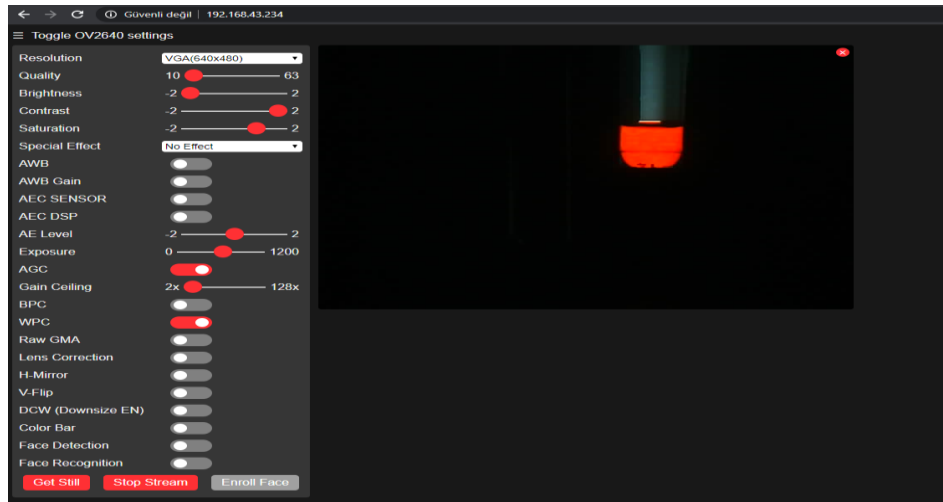 Güvenli değil | 192.168.43.234
Toggle OV2640 settings
Resolution VGA(640x480)
Quality 10 63
Brightness -2 2
Contrast -2 2
Saturation -2 2
Special Effect No Effect
AWB
AWB Gain
AEC SENSOR
AEC DSP
AE Level -2 2
Exposure 0 1200
AGC
Gain Ceiling 2x 128x
BPC
WPC
Raw GMA
Lens Correction
H-Mirror
V-Flip
DCW (Downsize EN)
Color Bar
Face Detection
Face Recognition
Get Still Stop Stream Enroll Face